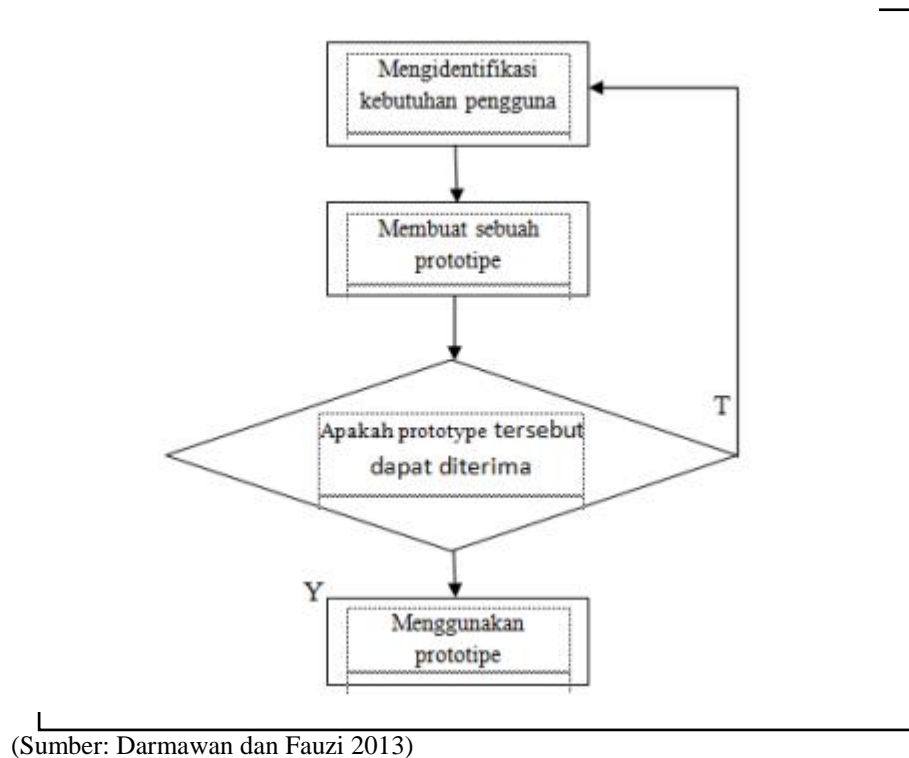 Mengidentifikasi
kebutuhan pengguna
Membuat sebuah
prototipe
Apakah prototype tersebut
dapat diterima
T
Y
Menggunakan
prototipe
(Sumber: Darmawan dan Fauzi 2013)